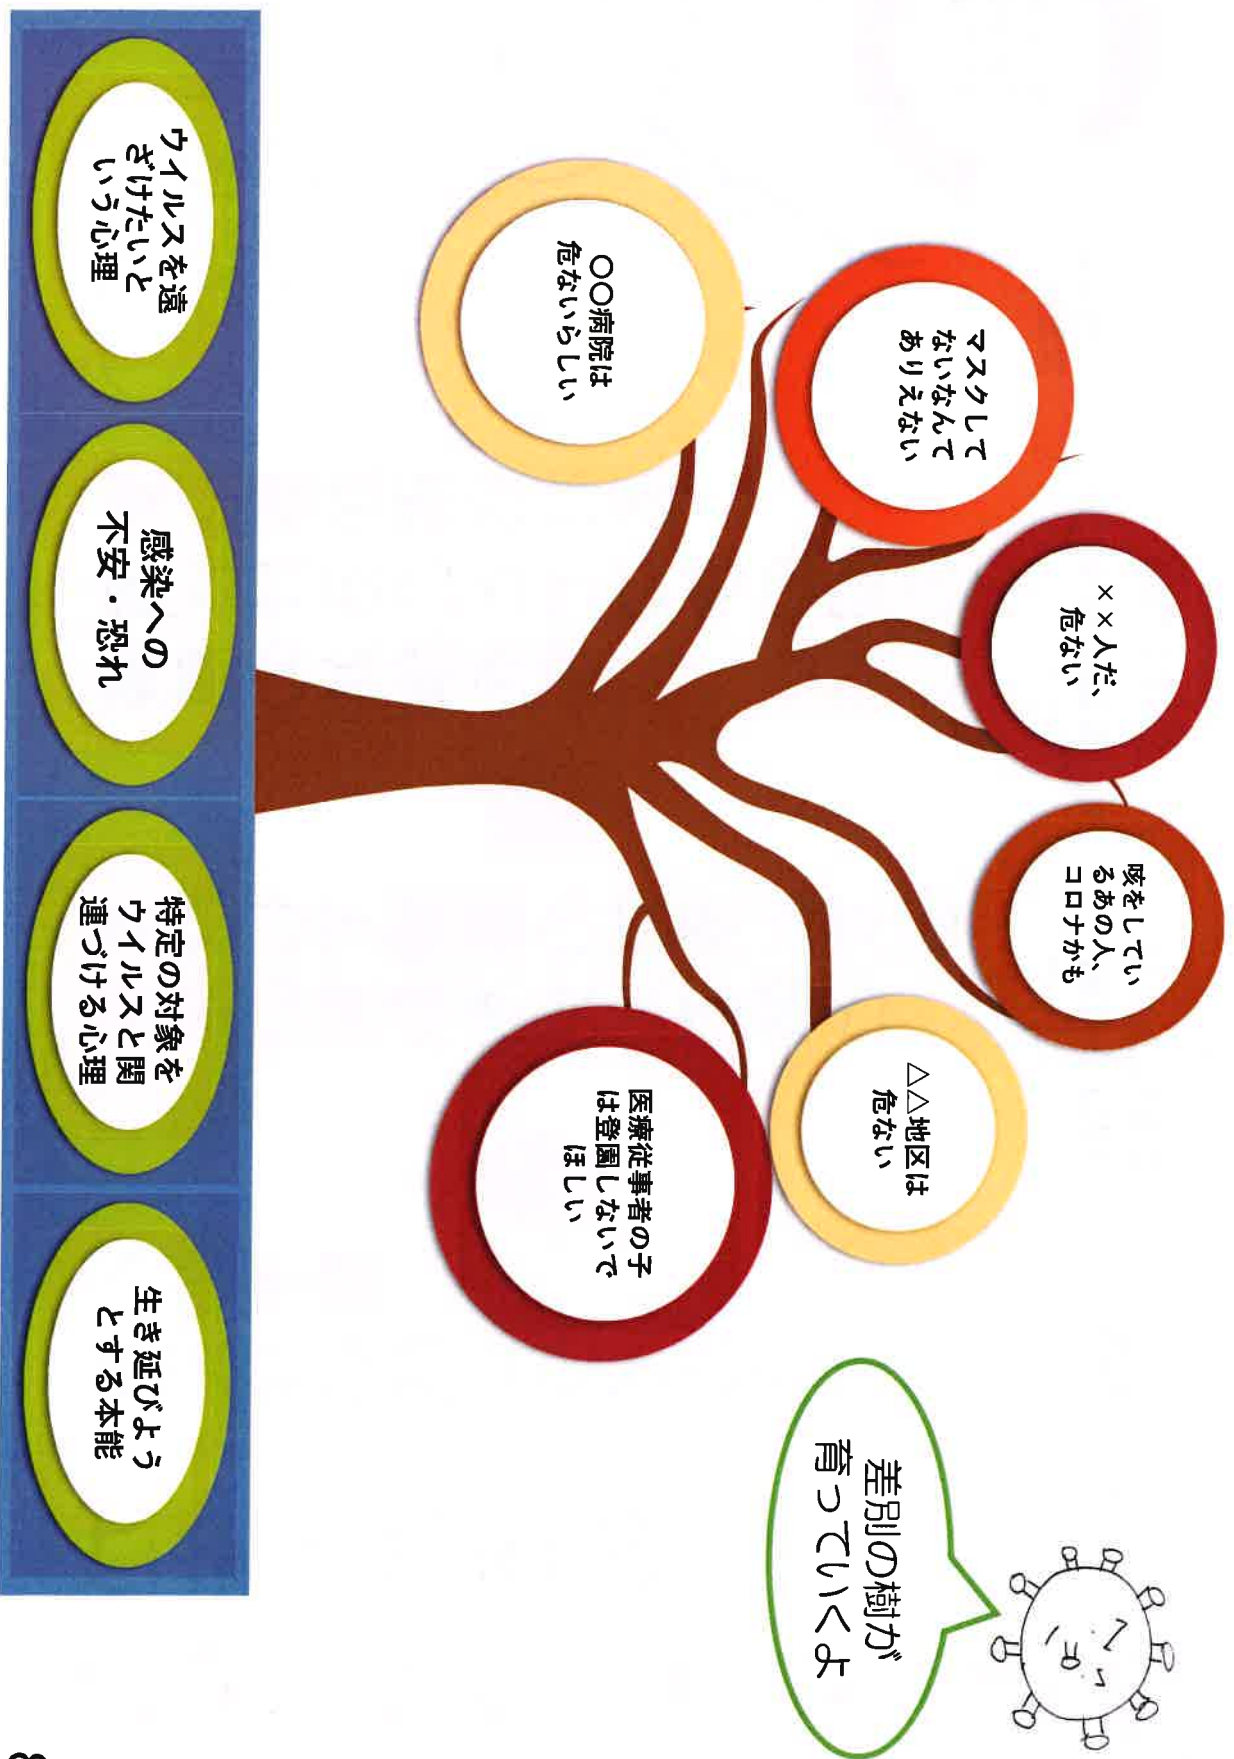 差別の樹が
育っていくよ
××人だ、
危ない
咳をしてい
るあの人、
コロナかも
マスクして
ないなんて
ありえない
△△地区は
危ない
〇〇病院は
危ないらしい
医療従事者の子
は登園しないで
ほしい
ウイルスを遠
ざけたいと
いう心理
感染への
不安・恐れ
特定の対象を
ウイルスと関
連づける心理
生き延びよう
とする本能